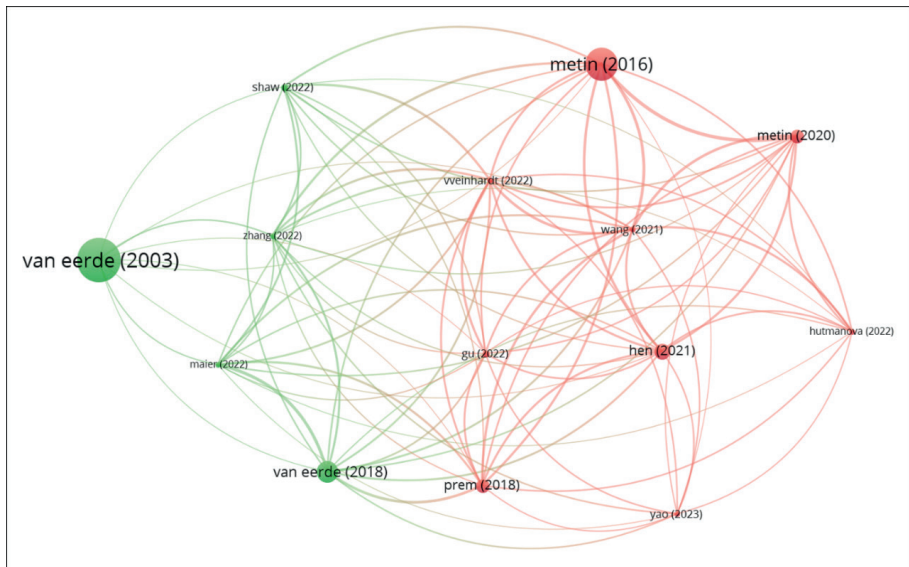 metin (2016)
shaw (2022)
metin (2020)
vveinhardt (2022)
wang (2021)
zhang (2022)
van eerde (2003)
hutmanova (2022)
hen (2021)
gu (2022)
maier (2022)
van eerde (2018)
prem (2018)
yao (2023)